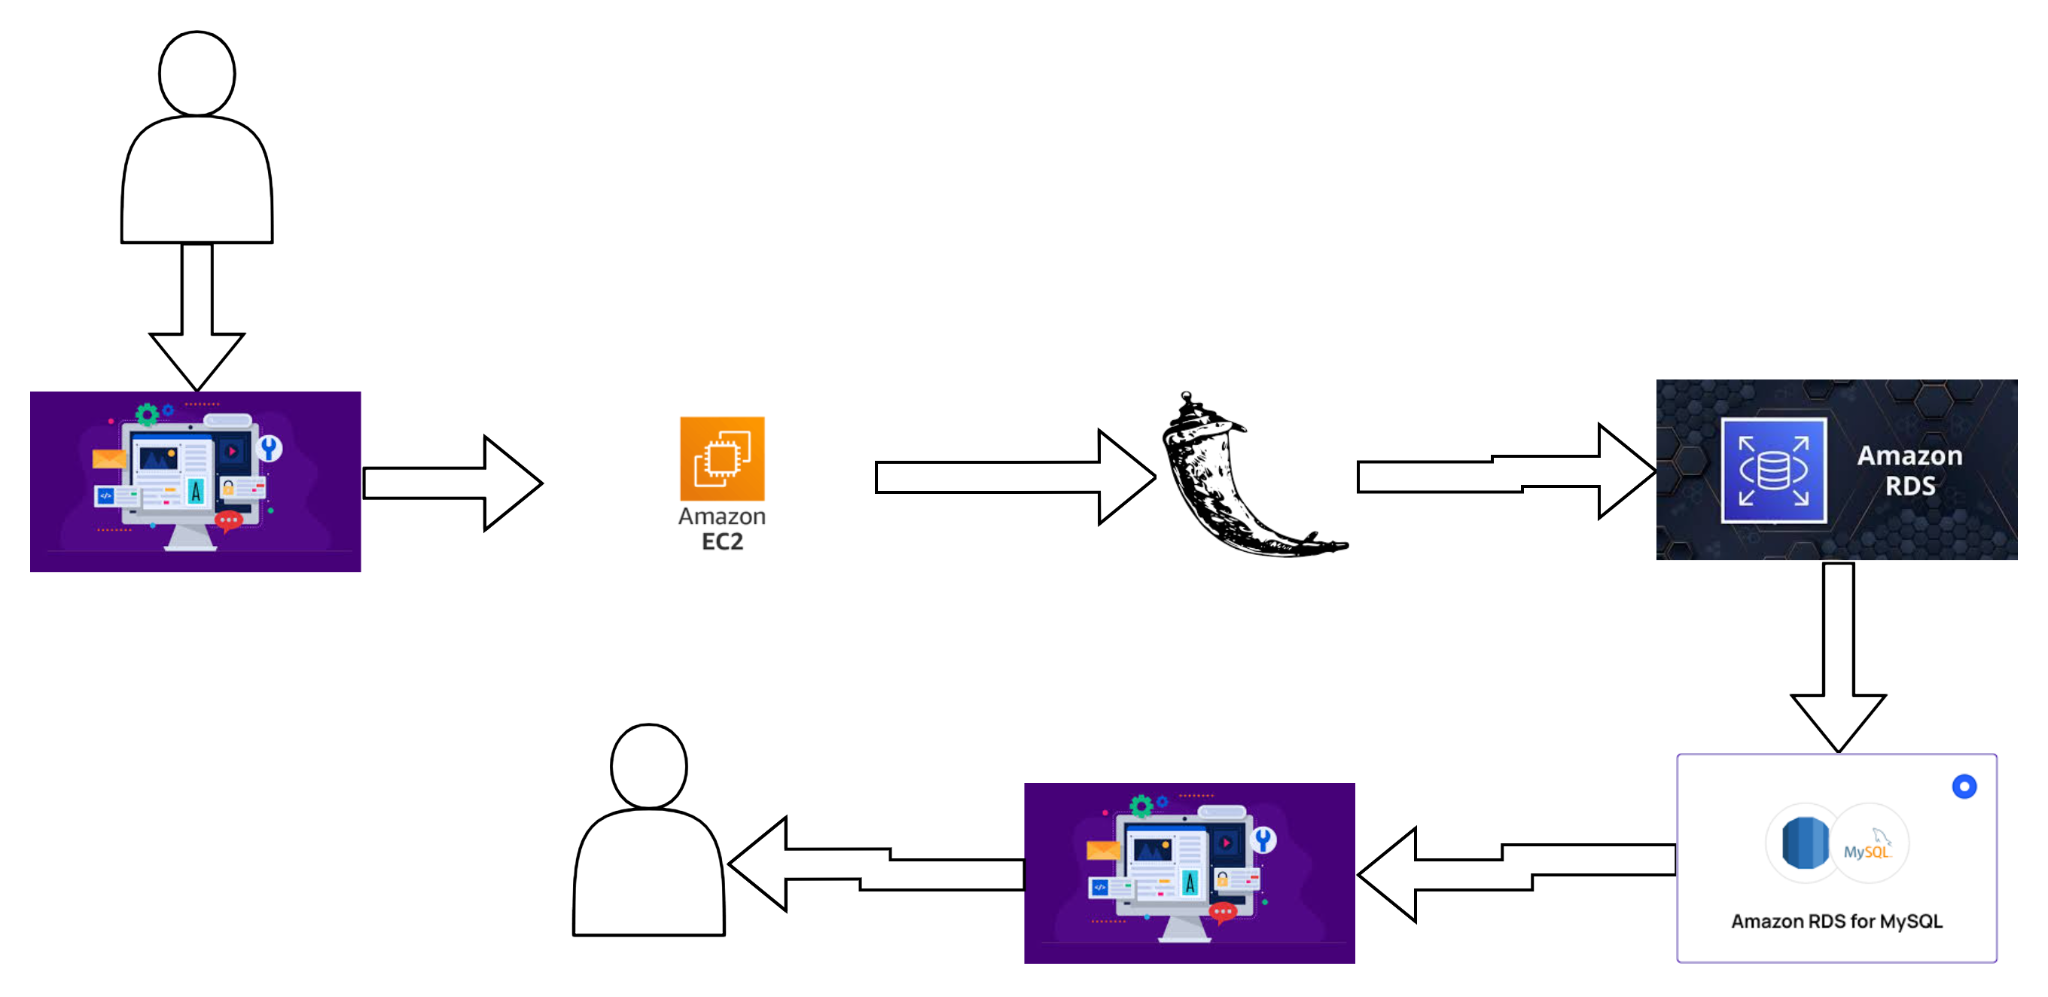 A
</>
Amazon
EC2
Amazon
RDS
A
</>
MySQL
Amazon RDS for MySQL